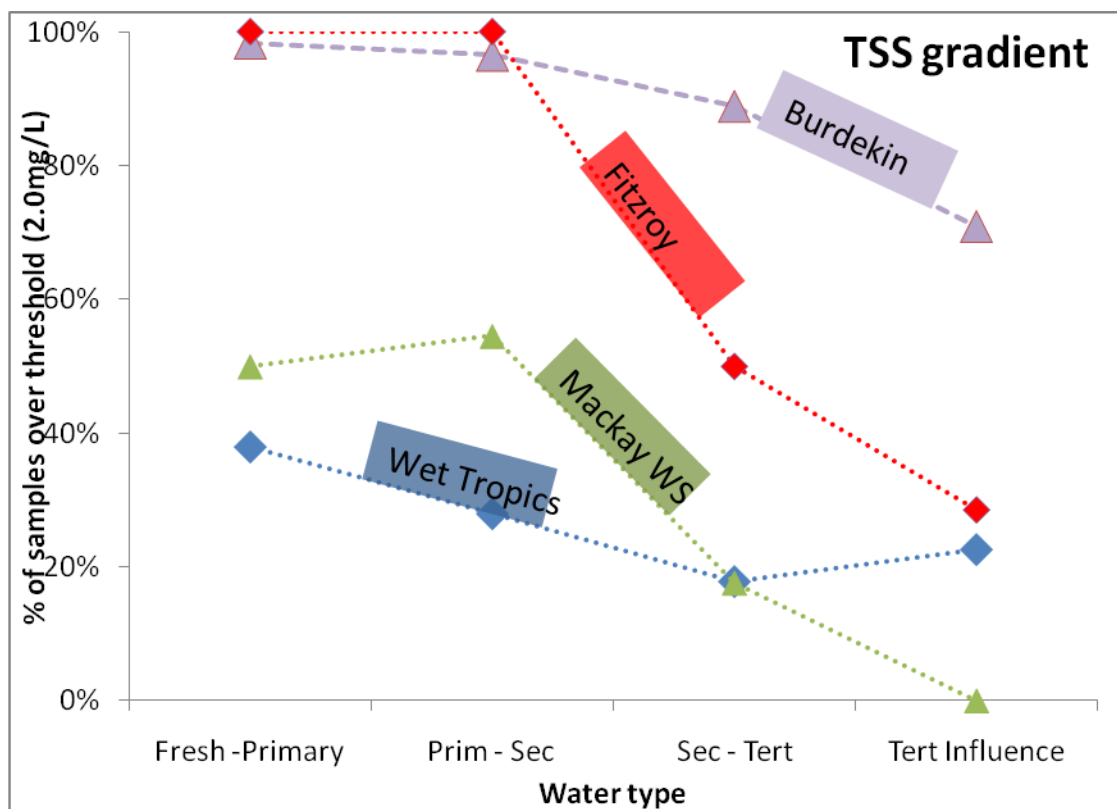 TSS gradient
% of samples over threshold (2.0mg/L)
100%
80%
60%
40%
20%
0%
Burdekin
Fitzroy
Mackay WS
Wet Tropics
Fresh -Primary
Prim - Sec
Sec - Tert
Tert Influence
Water type